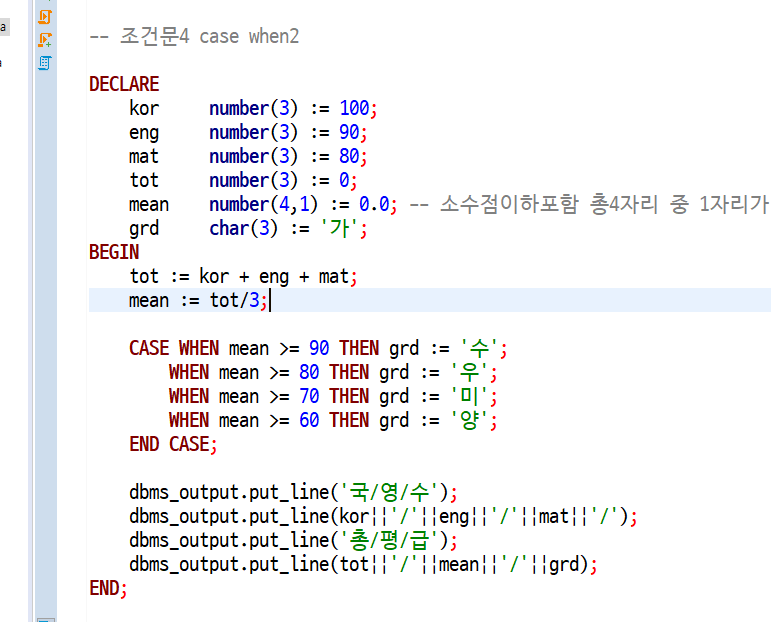 a
-- 조건문4 case when2
DECLARE
kor number(3) := 100;
eng number(3) := 90;
mat number(3) := 80;
tot number(3) := 0;
mean number(4,1) := 0.0; -- 소수점이하포함 총4자리 중 1자리가
grd char(3) := '가';
BEGIN
tot := kor + eng + mat;
mean := tot/3;
CASE WHEN mean >= 90 THEN grd := '수';
WHEN mean >= 80 THEN grd := '우';
WHEN mean >= 70 THEN grd := '미';
WHEN mean >= 60 THEN grd := '양';
END CASE;
dbms_output.put_line('국/영/수');
dbms_output.put_line(kor||'/'||eng||'/'||mat||'/');
dbms_output.put_line('총/평/급');
dbms_output.put_line(tot||'/'||mean||'/'||grd);
END;